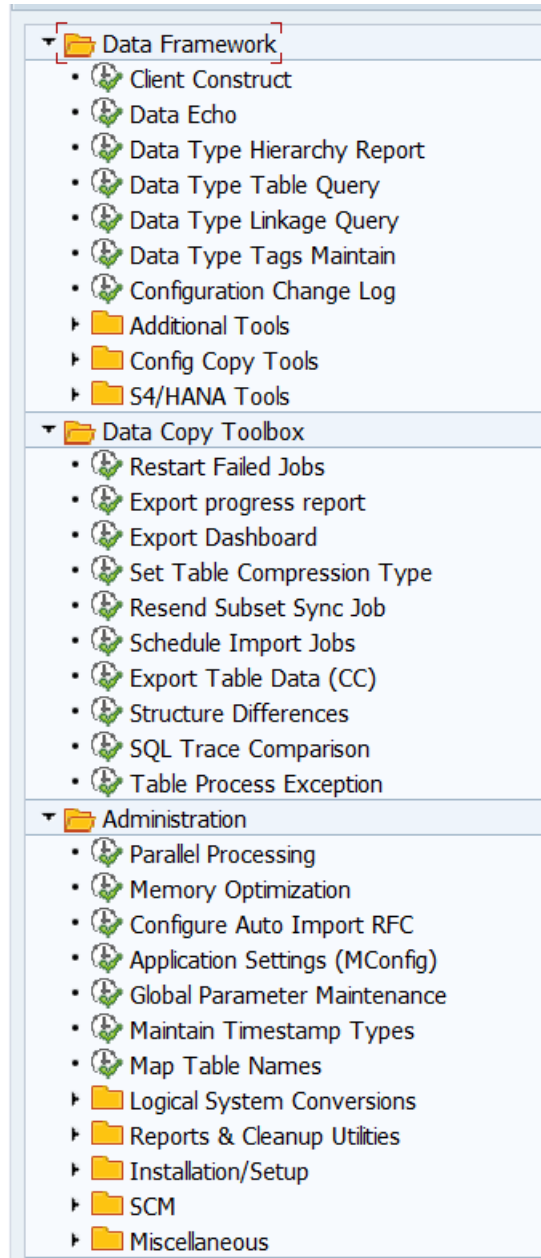 Data Framework
Client Construct
Data Echo
Data Type Hierarchy Report
Data Type Table Query
Data Type Linkage Query
Data Type Tags Maintain
Configuration Change Log
Additional Tools
Config Copy Tools
S4/HANA Tools
Data Copy Toolbox
Restart Failed Jobs
Export progress report
Export Dashboard
Set Table Compression Type
Resend Subset Sync Job
Schedule Import Jobs
Export Table Data (CC)
Structure Differences
SQL Trace Comparison
Table Process Exception
Administration
Parallel Processing
Memory Optimization
Configure Auto Import RFC
Application Settings (MConfig)
Global Parameter Maintenance
Maintain Timestamp Types
Map Table Names
Logical System Conversions
Reports & Cleanup Utilities
Installation/Setup
SCM
Miscellaneous